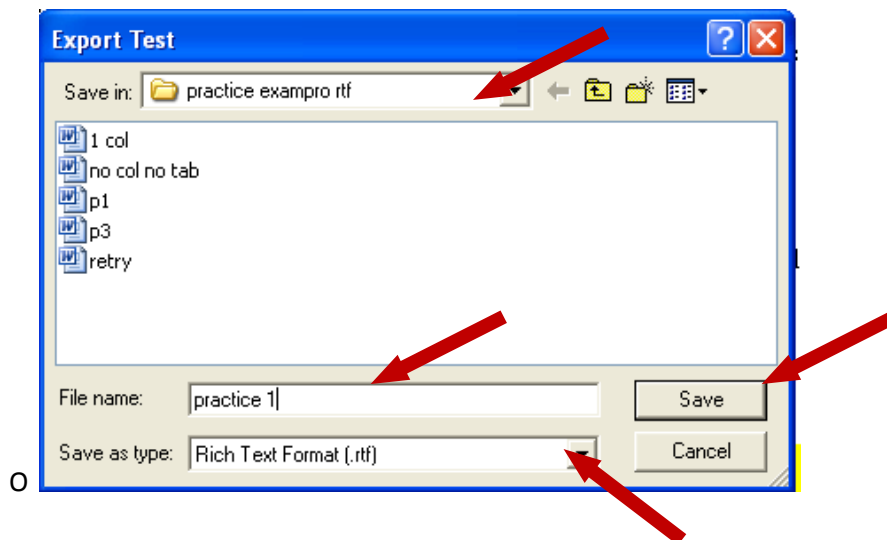 Export Test
Save in: practice exampro rtf
1 col
no col no tab
p1
p3
retry
File name: practice 1
Save
Save as type: Rich Text Format (.rtf)
Cancel
o